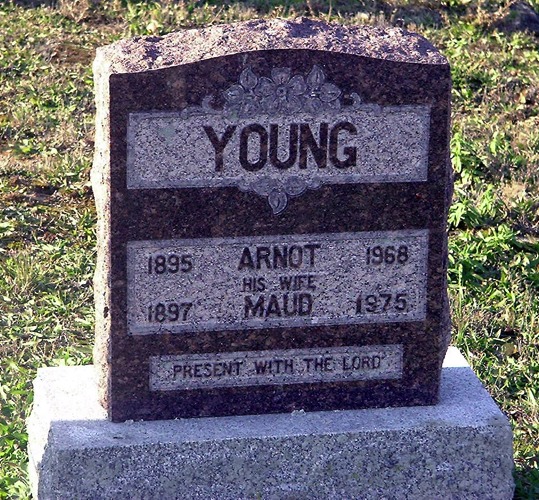 YOUNG
1895 ARNOT 1968
HIS WIFE
1897 MAUD 1975
PRESENT WITH THE LORD